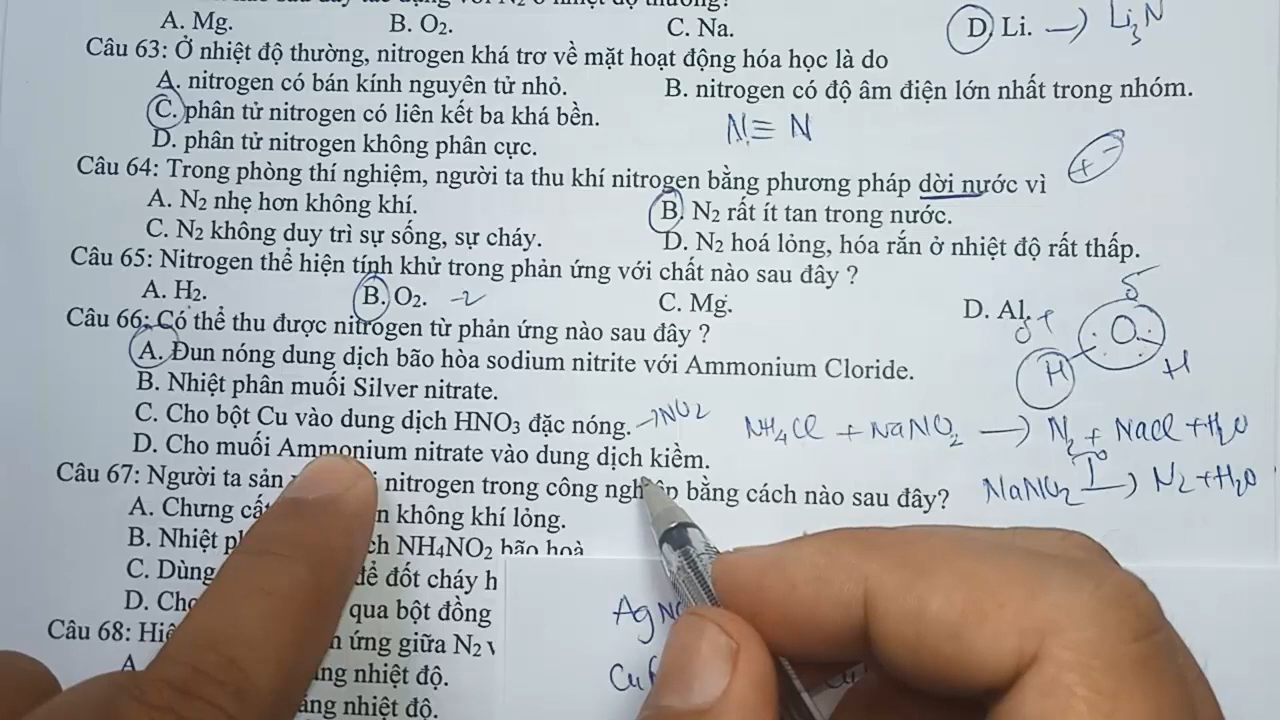 A. Mg.
B. O₂.
C. Na.
D. Li. → Li₃N
Câu 63: Ở nhiệt độ thường, nitrogen khá trơ về mặt hoạt động hóa học là do
A. nitrogen có bán kính nguyên tử nhỏ.
B. nitrogen có độ âm điện lớn nhất trong nhóm.
C. phân tử nitrogen có liên kết ba khá bền.
N≡N
D. phân tử nitrogen không phân cực.
+ -
Câu 64: Trong phòng thí nghiệm, người ta thu khí nitrogen bằng phương pháp dời nước vì
A. N₂ nhẹ hơn không khí.
B. N₂ rất ít tan trong nước.
C. N₂ không duy trì sự sống, sự cháy.
D. N₂ hoá lỏng, hóa rắn ở nhiệt độ rất thấp.
Câu 65: Nitrogen thể hiện tính khử trong phản ứng với chất nào sau đây ?
A. H₂.
B. O₂. -2
C. Mg.
D. Al.
O
H
H
Câu 66: Có thể thu được nitrogen từ phản ứng nào sau đây ?
A. Đun nóng dung dịch bão hòa sodium nitrite với Ammonium Cloride.
B. Nhiệt phân muối Silver nitrate.
C. Cho bột Cu vào dung dịch HNO₃ đặc nóng. → NO₂
NH₄Cl + NaNO₂ → N₂ + NaCl + H₂O
D. Cho muối Ammonium nitrate vào dung dịch kiềm.
NaNO₂ → N₂ + H₂O
Câu 67: Người ta sản nitrogen trong công nghiệp bằng cách nào sau đây?
A. Chưng không khí lỏng.
B. Nhiệt NH₄NO₂ bão hoà
C. Dùng để đốt cháy
D. qua bột đồng
Câu 68: ứng giữa N₂
A
nhiệt độ.
nhiệt độ.